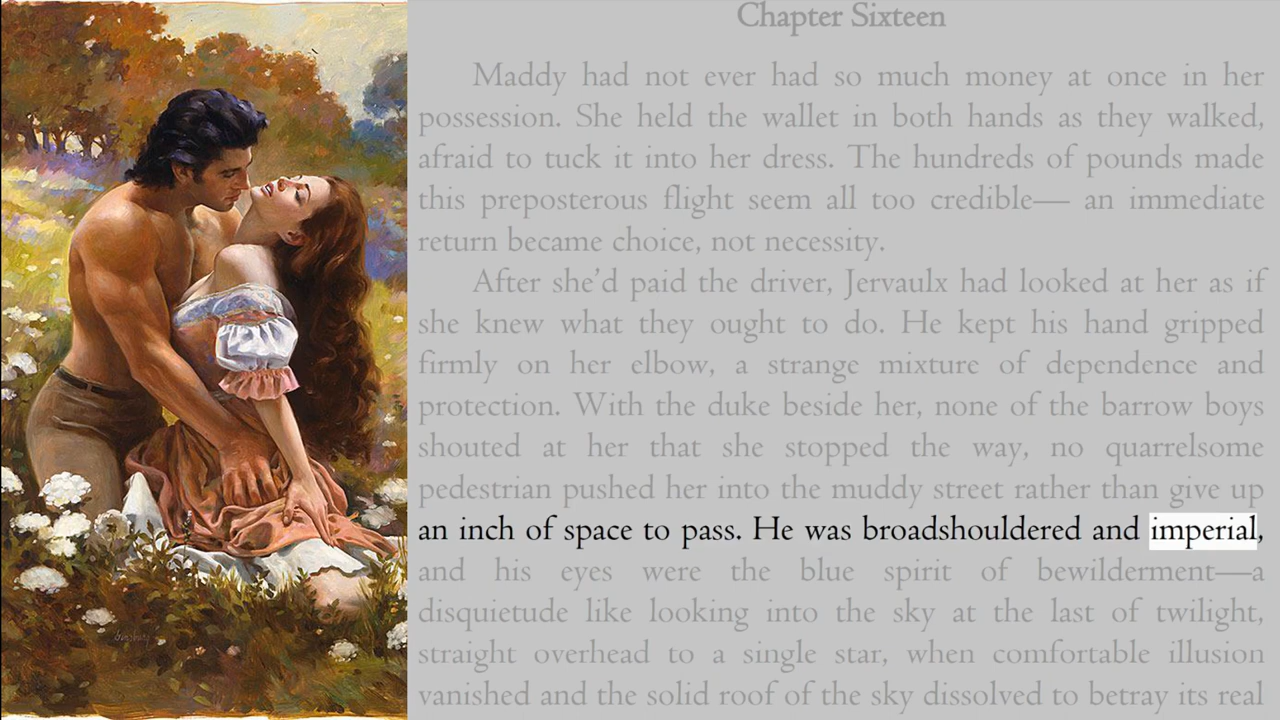 Chapter Sixteen
Maddy had not ever had so much money at once in her
possession. She held the wallet in both hands as they walked,
afraid to tuck it into her dress. The hundreds of pounds made
this preposterous flight seem all too credible— an immediate
return became choice, not necessity.
After she’d paid the driver, Jervaulx had looked at her as if
she knew what they ought to do. He kept his hand gripped
firmly on her elbow, a strange mixture of dependence and
protection. With the duke beside her, none of the barrow boys
shouted at her that she stopped the way, no quarrelsome
pedestrian pushed her into the muddy street rather than give up
an inch of space to pass. He was broadshouldered and imperial,
and his eyes were the blue spirit of bewilderment—a
disquietude like looking into the sky at the last of twilight,
straight overhead to a single star, when comfortable illusion
vanished and the solid roof of the sky dissolved to betray its real